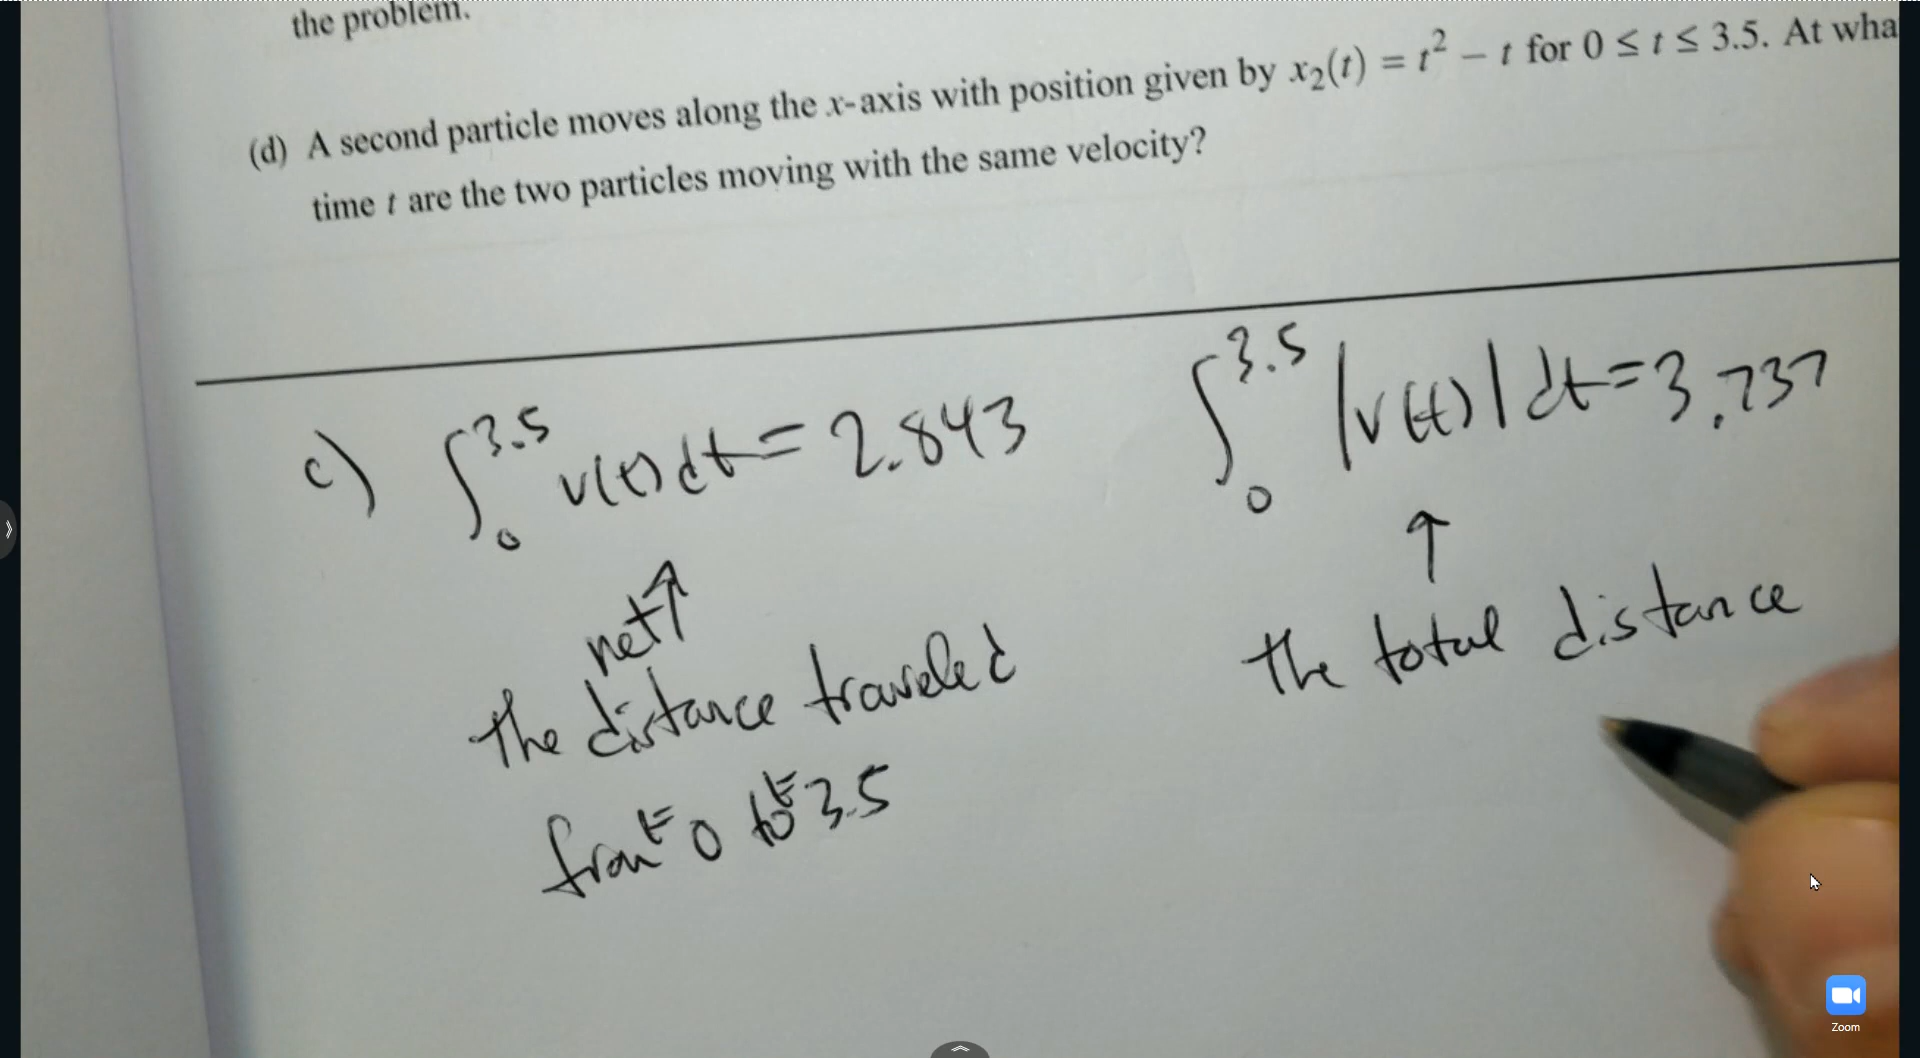 the problem.
(d) A second particle moves along the x-axis with position given by x₂(t) = t² − t for 0 ≤ t ≤ 3.5. At wha
time t are the two particles moving with the same velocity?
c) ∫₀^3.5 v(t) dt = 2.843
∫₀^3.5 |v(t)| dt = 3.737
net
the distance traveled
from t=0 to t=3.5
the total distance
Zoom